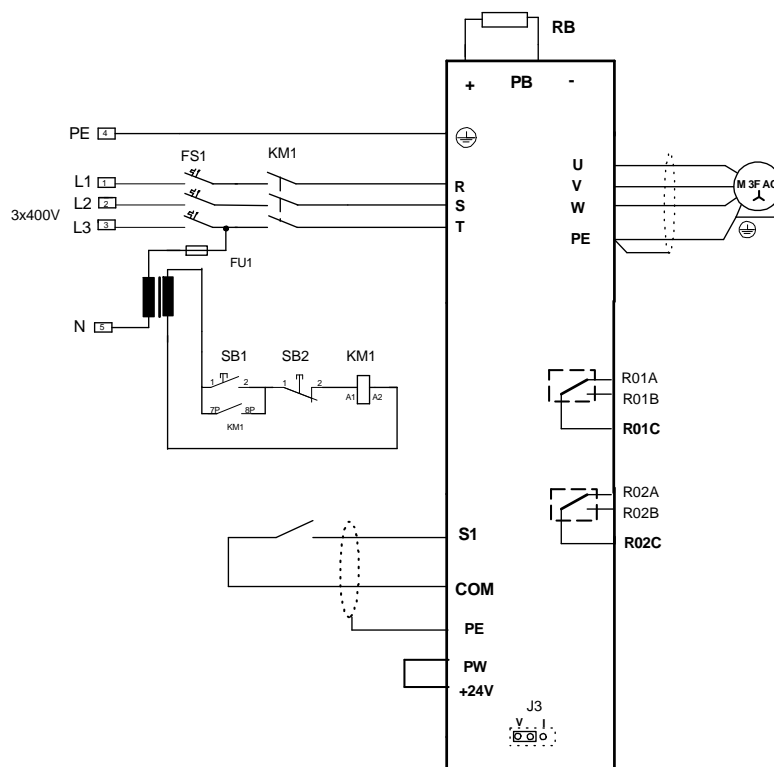 RB
+ PB -
PE 4
FS1 KM1
L1 1 R
L2 2 S
3x400V
L3 3 T
FU1
N 5
U
V
W
PE
M 3F AC
SB1 SB2 KM1
1 2 1 2 A1 A2
7P 8P
KM1
R01A
R01B
R01C
R02A
R02B
R02C
S1
COM
PE
PW
+24V
J3
V I